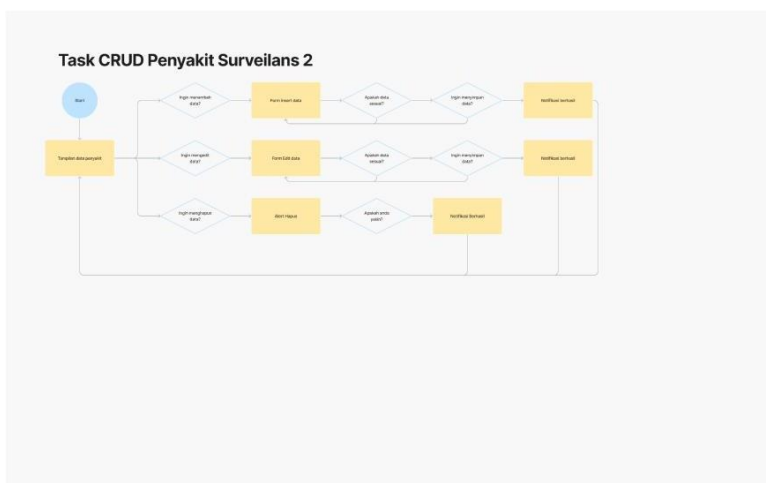 Task CRUD Penyakit Surveilans 2
Start
Ingin menambah
data?
Form Insert data
Apakah data
sesuai?
Ingin menyimpan
data?
Notifikasi berhasil
Tampilan data penyakit
Ingin mengedit
data?
Form Edit data
Apakah data
sesuai?
Ingin menyimpan
data?
Notifikasi berhasil
Ingin menghapus
data?
Alert Hapus
Apakah anda
yakin?
Notifikasi Berhasil